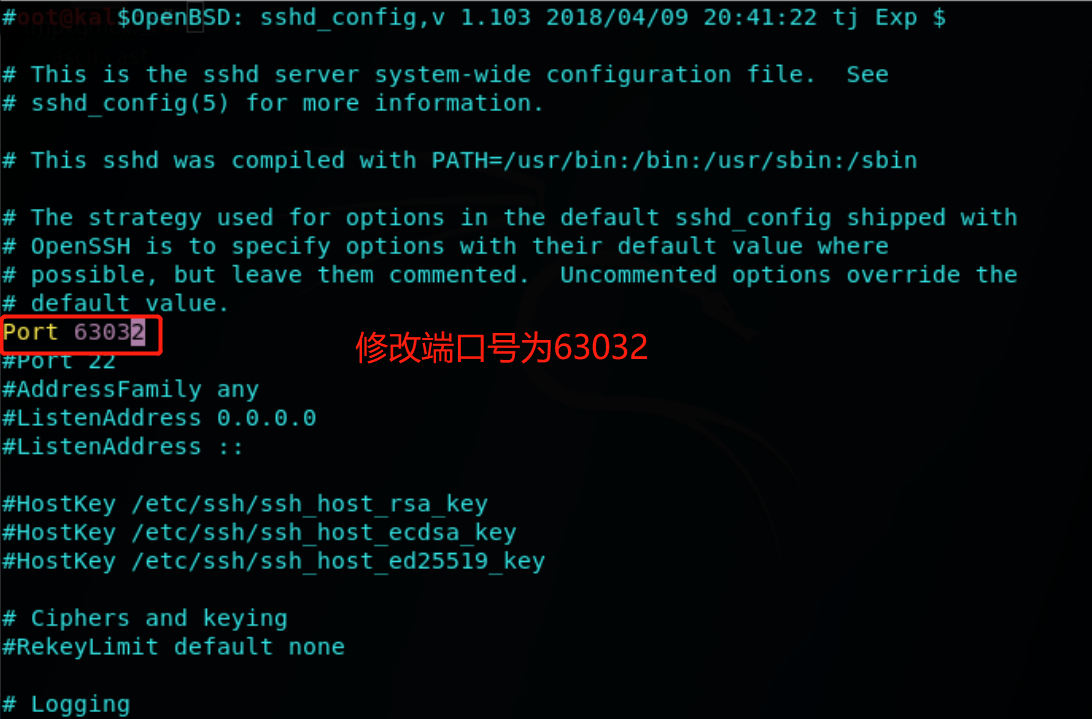 #       $OpenBSD: sshd_config,v 1.103 2018/04/09 20:41:22 tj Exp $
# This is the sshd server system-wide configuration file.  See
# sshd_config(5) for more information.
# This sshd was compiled with PATH=/usr/bin:/bin:/usr/sbin:/sbin
# The strategy used for options in the default sshd_config shipped with
# OpenSSH is to specify options with their default value where
# possible, but leave them commented.  Uncommented options override the
# default value.
Port 63032
修改端口号为63032
#Port 22
#AddressFamily any
#ListenAddress 0.0.0.0
#ListenAddress ::
#HostKey /etc/ssh/ssh_host_rsa_key
#HostKey /etc/ssh/ssh_host_ecdsa_key
#HostKey /etc/ssh/ssh_host_ed25519_key
# Ciphers and keying
#RekeyLimit default none
# Logging